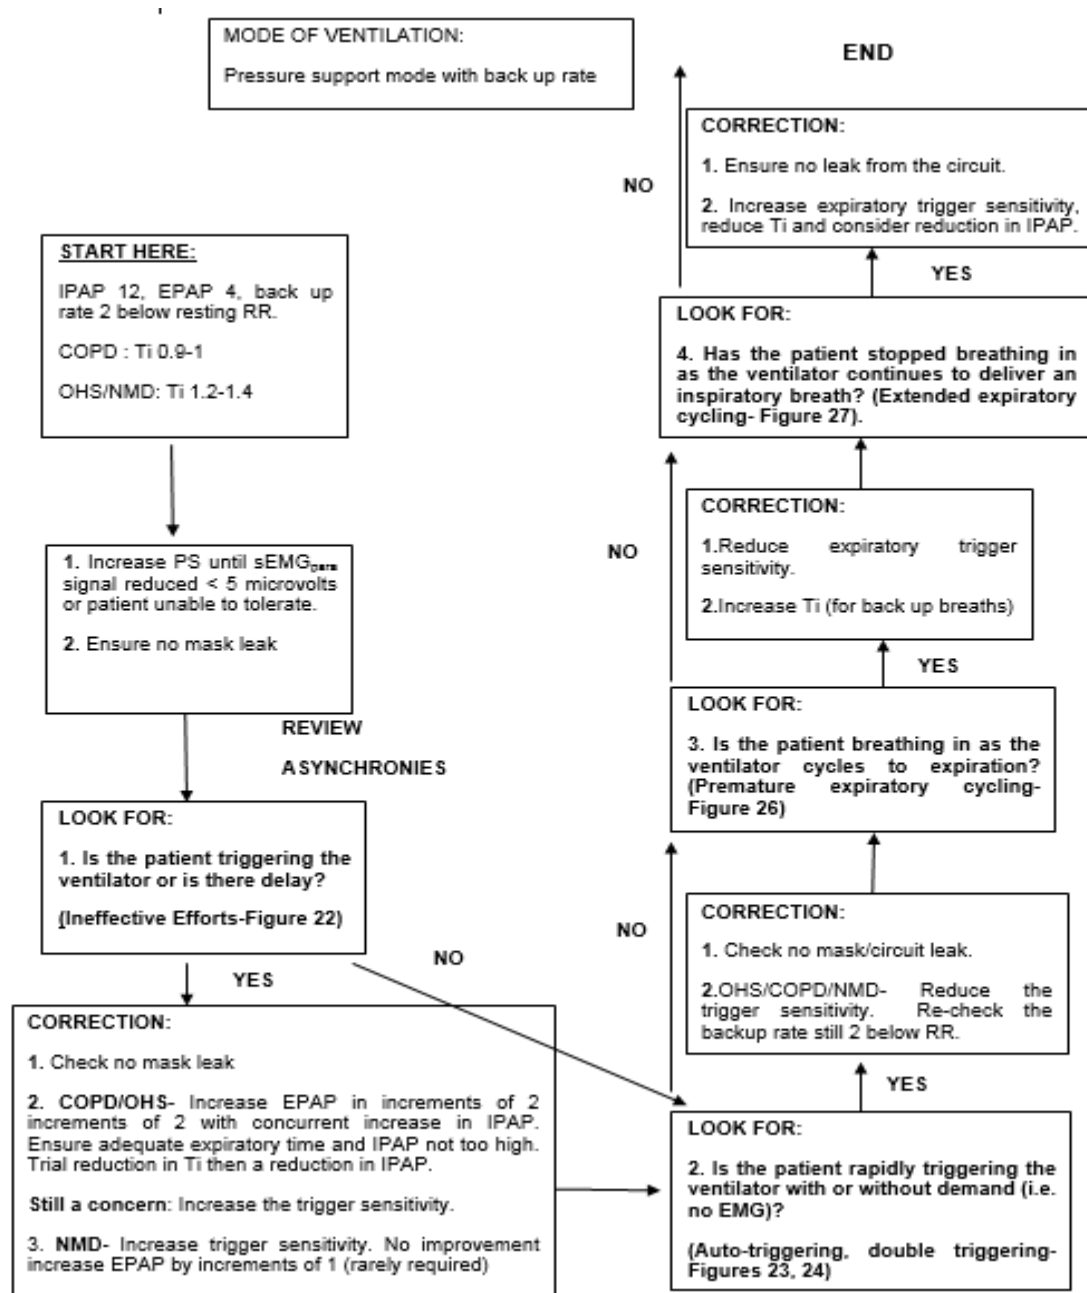 MODE OF VENTILATION:
Pressure support mode with back up rate
START HERE:
IPAP 12, EPAP 4, back up
rate 2 below resting RR.
COPD : Ti 0.9-1
OHS/NMD: Ti 1.2-1.4
1. Increase PS until sEMGpara
signal reduced < 5 microvolts
or patient unable to tolerate.
2. Ensure no mask leak
REVIEW
ASYNCHRONIES
LOOK FOR:
1. Is the patient triggering the
ventilator or is there delay?
(Ineffective Efforts-Figure 22)
YES
NO
CORRECTION:
1. Check no mask leak
2. COPD/OHS- Increase EPAP in increments of 2
increments of 2 with concurrent increase in IPAP.
Ensure adequate expiratory time and IPAP not too high.
Trial reduction in Ti then a reduction in IPAP.
Still a concern: Increase the trigger sensitivity.
3. NMD- Increase trigger sensitivity. No improvement
increase EPAP by increments of 1 (rarely required)
LOOK FOR:
2. Is the patient rapidly triggering the
ventilator with or without demand (i.e.
no EMG)?
(Auto-triggering, double triggering-
Figures 23, 24)
YES
NO
CORRECTION:
1. Check no mask/circuit leak.
2.OHS/COPD/NMD- Reduce the
trigger sensitivity. Re-check the
backup rate still 2 below RR.
LOOK FOR:
3. Is the patient breathing in as the
ventilator cycles to expiration?
(Premature expiratory cycling-
Figure 26)
YES
NO
CORRECTION:
1.Reduce expiratory trigger
sensitivity.
2.Increase Ti (for back up breaths)
LOOK FOR:
4. Has the patient stopped breathing in
as the ventilator continues to deliver an
inspiratory breath? (Extended expiratory
cycling- Figure 27).
YES
NO
CORRECTION:
1. Ensure no leak from the circuit.
2. Increase expiratory trigger sensitivity,
reduce Ti and consider reduction in IPAP.
END